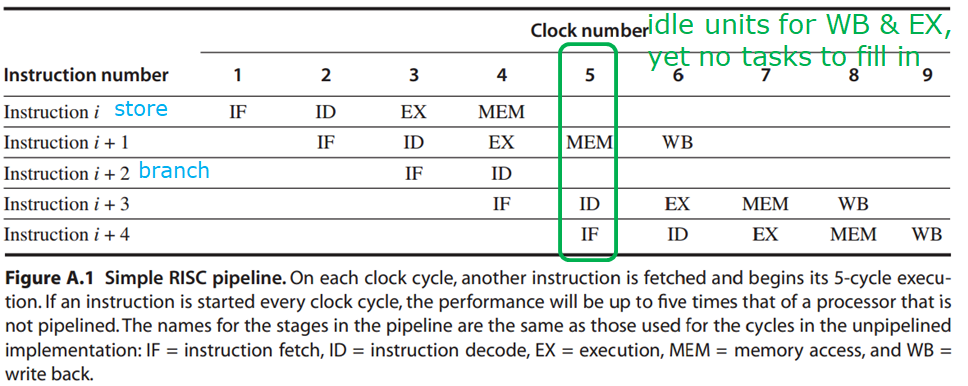 Clock number idle units for WB & EX,
yet no tasks to fill in
Instruction number 1 2 3 4 5 6 7 8 9
Instruction i store IF ID EX MEM
Instruction i + 1 IF ID EX MEM WB
Instruction i + 2 branch IF ID
Instruction i + 3 IF ID EX MEM WB
Instruction i + 4 IF ID EX MEM WB
Figure A.1 Simple RISC pipeline. On each clock cycle, another instruction is fetched and begins its 5-cycle execu-
tion. If an instruction is started every clock cycle, the performance will be up to five times that of a processor that is
not pipelined. The names for the stages in the pipeline are the same as those used for the cycles in the unpipelined
implementation: IF = instruction fetch, ID = instruction decode, EX = execution, MEM = memory access, and WB =
write back.